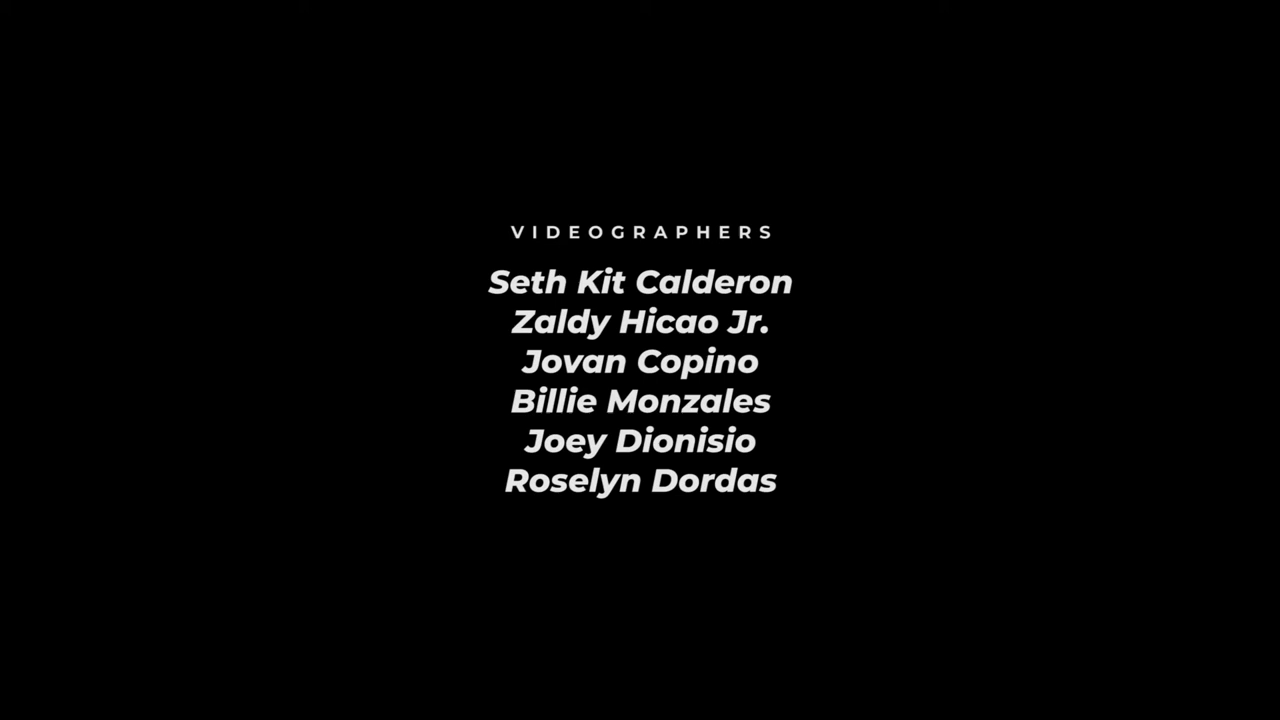 VIDEOGRAPHERS
Seth Kit Calderon
Zaldy Hicao Jr.
Jovan Copino
Billie Monzales
Joey Dionisio
Roselyn Dordas